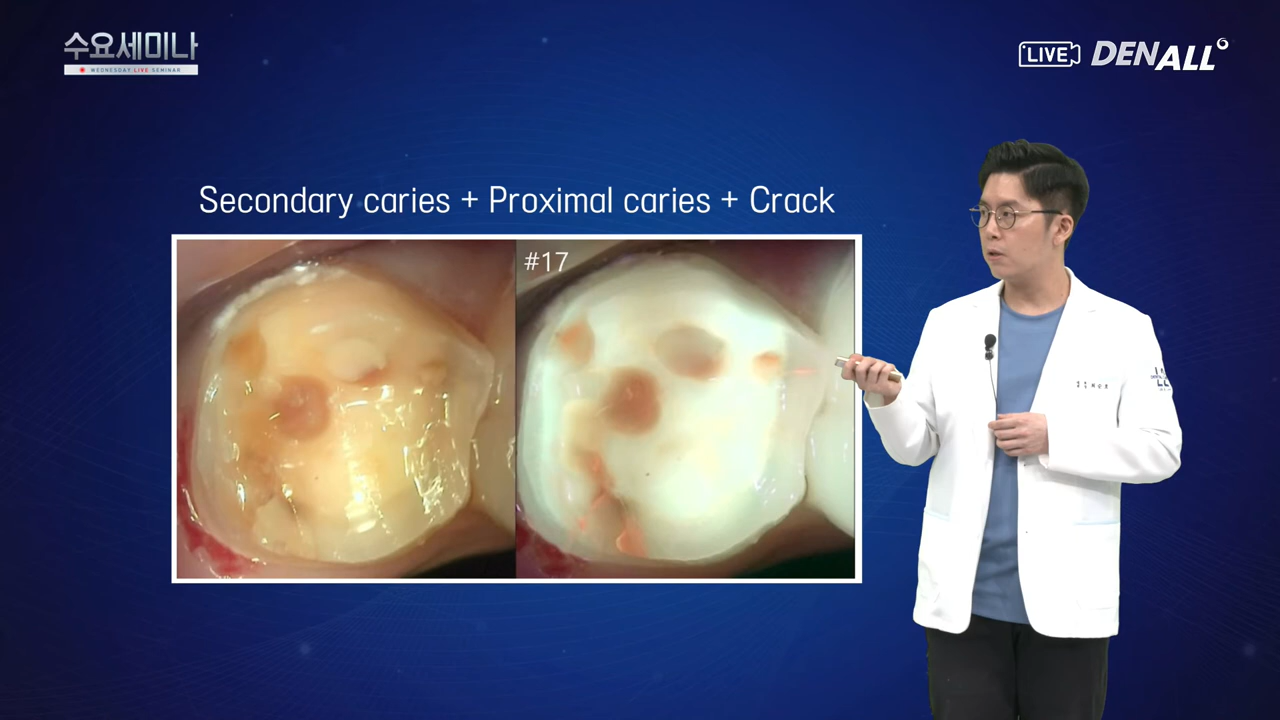 수요세미나
WEDNESDAY LIVE SEMINAR
LIVE DENALL
Secondary caries + Proximal caries + Crack
#17